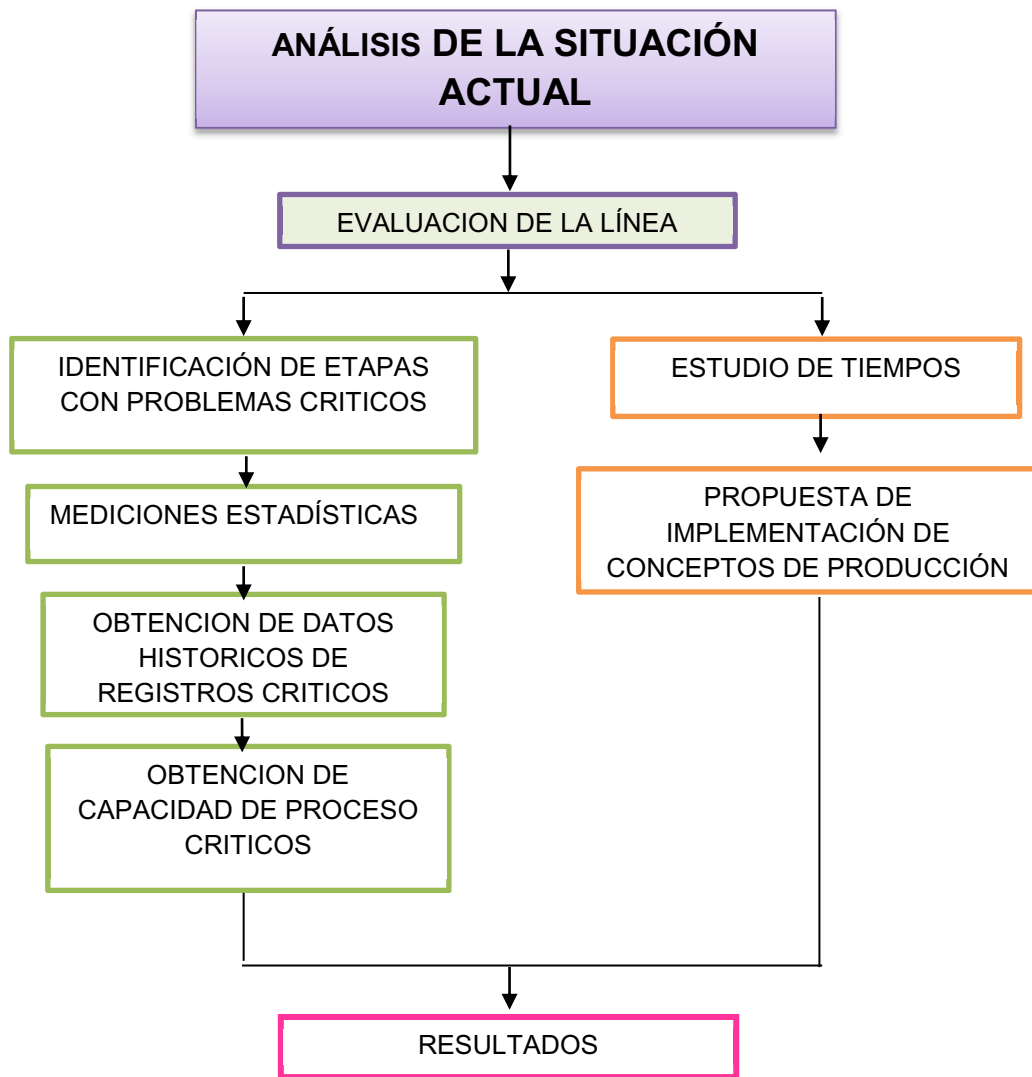 ANÁLISIS DE LA SITUACIÓN
ACTUAL
EVALUACION DE LA LÍNEA
IDENTIFICACIÓN DE ETAPAS
CON PROBLEMAS CRITICOS
MEDICIONES ESTADÍSTICAS
OBTENCION DE DATOS
HISTORICOS DE
REGISTROS CRITICOS
OBTENCION DE
CAPACIDAD DE PROCESO
CRITICOS
ESTUDIO DE TIEMPOS
PROPUESTA DE
IMPLEMENTACIÓN DE
CONCEPTOS DE PRODUCCIÓN
RESULTADOS